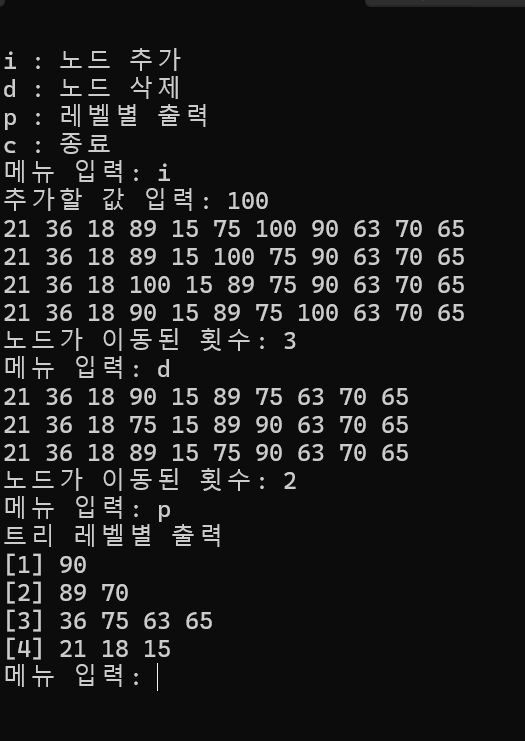 i : 노드 추가
d : 노드 삭제
p : 레벨별 출력
c : 종료
메뉴 입력: i
추가할 값 입력: 100
21 36 18 89 15 75 100 90 63 70 65
21 36 18 89 15 100 75 90 63 70 65
21 36 18 100 15 89 75 90 63 70 65
21 36 18 90 15 89 75 100 63 70 65
노드가 이동된 횟수: 3
메뉴 입력: d
21 36 18 90 15 89 75 63 70 65
21 36 18 75 15 89 90 63 70 65
21 36 18 89 15 75 90 63 70 65
노드가 이동된 횟수: 2
메뉴 입력: p
트리 레벨별 출력
[1] 90
[2] 89 70
[3] 36 75 63 65
[4] 21 18 15
메뉴 입력: